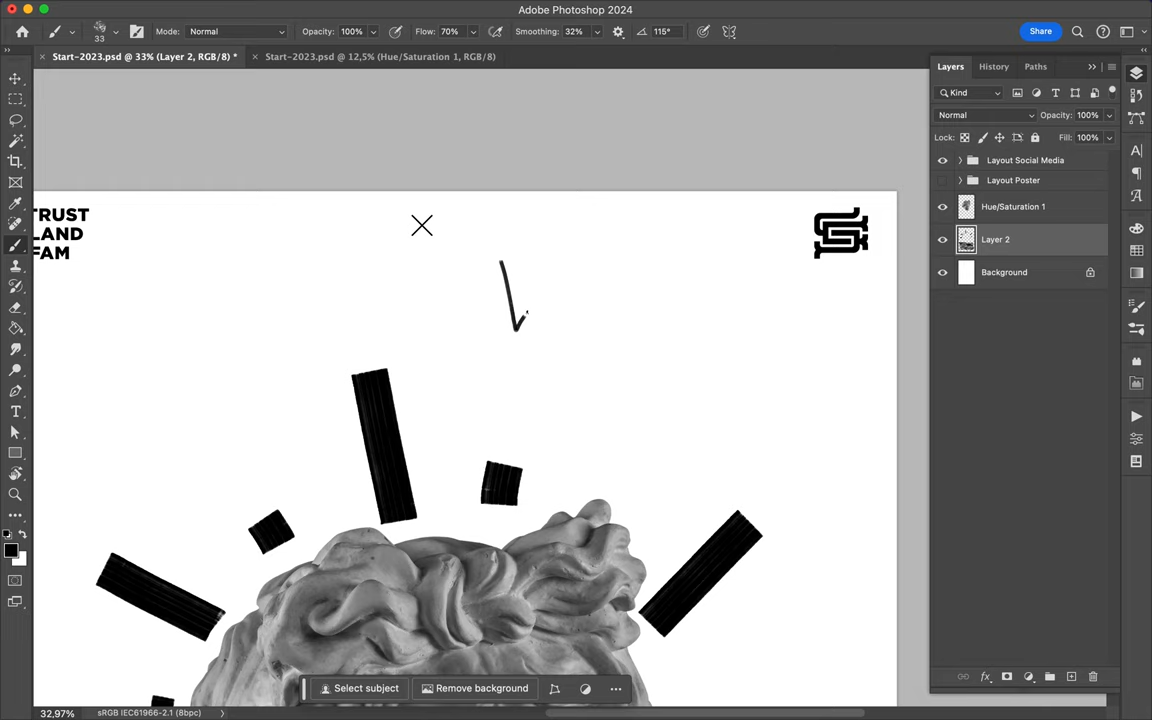 Adobe Photoshop 2024
33
Mode: Normal
Opacity: 100%
Flow: 70%
Smoothing: 32%
115°
Share
Start-2023.psd @ 33% (Layer 2, RGB/8) *
Start-2023.psd @ 12,5% (Hue/Saturation 1, RGB/8)
Layers
History
Paths
Kind
Normal
Opacity: 100%
Lock:
Fill: 100%
Layout Social Media
Layout Poster
Hue/Saturation 1
Layer 2
Background
TRUST
LAND
FAM
Select subject
Remove background
32,97%
sRGB IEC61966-2.1 (8bpc)